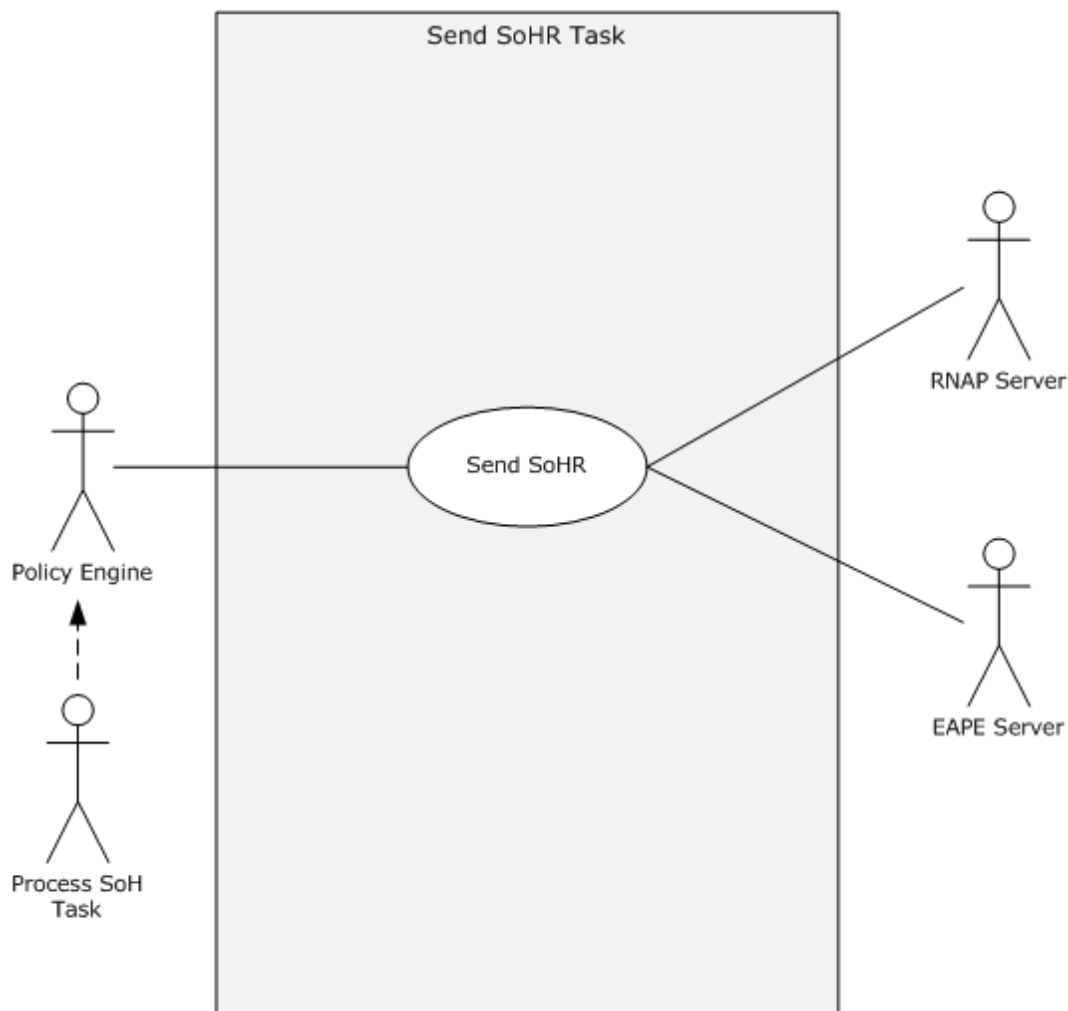 Send SoHR Task
RNAP Server
Send SoHR
Policy Engine
EAPE Server
Process SoH
Task